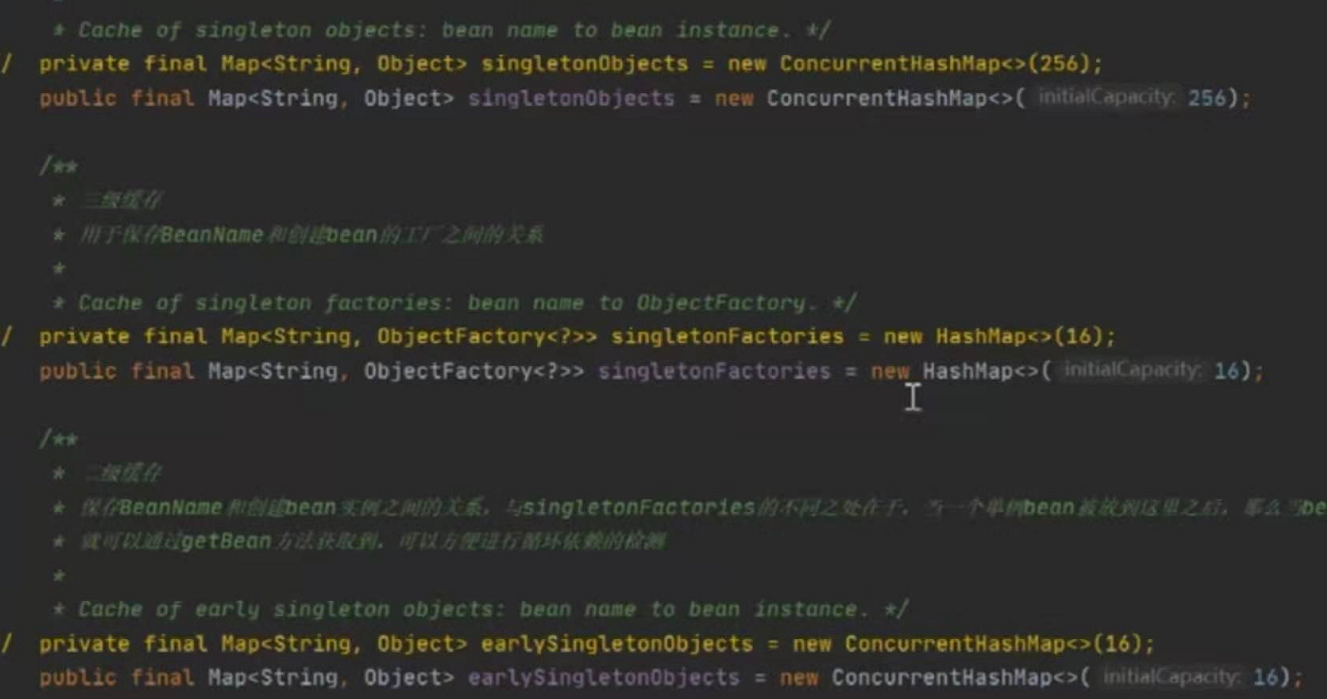 * Cache of singleton objects: bean name to bean instance. */
/ private final Map<String, Object> singletonObjects = new ConcurrentHashMap<>(256);
public final Map<String, Object> singletonObjects = new ConcurrentHashMap<>( initialCapacity: 256);
/**
* 三级缓存
* 用于保存BeanName和创建bean的工厂之间的关系
*
* Cache of singleton factories: bean name to ObjectFactory. */
/ private final Map<String, ObjectFactory<?>> singletonFactories = new HashMap<>(16);
public final Map<String, ObjectFactory<?>> singletonFactories = new HashMap<>( initialCapacity: 16);
/**
* 二级缓存
* 保存BeanName和创建bean实例之间的关系，与singletonFactories的不同之处在于，当一个单例bean被放到这里之后，那么当be
* 就可以通过getBean方法获取到，可以方便进行循环依赖的检测
*
* Cache of early singleton objects: bean name to bean instance. */
/ private final Map<String, Object> earlySingletonObjects = new ConcurrentHashMap<>(16);
public final Map<String, Object> earlySingletonObjects = new ConcurrentHashMap<>( initialCapacity: 16);